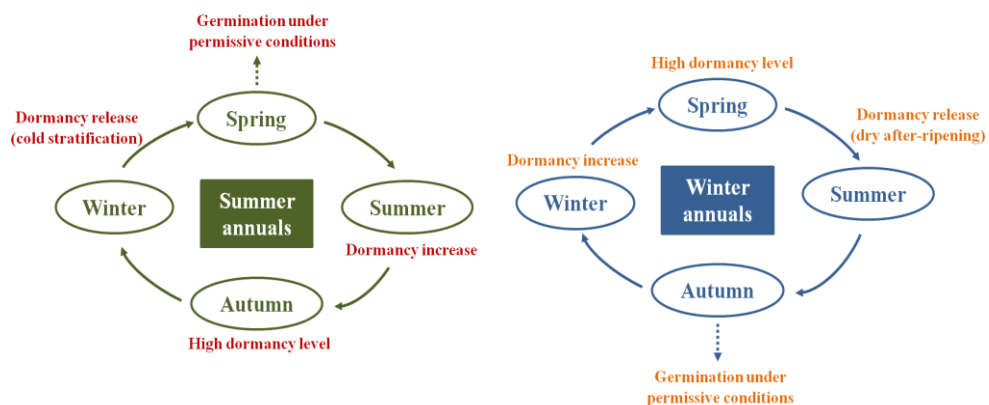 Germination under
permissive conditions
Dormancy release
(cold stratification)
Spring
Winter
Summer
annuals
Summer
Dormancy increase
Autumn
High dormancy level
High dormancy level
Spring
Dormancy release
(dry after-ripening)
Dormancy increase
Winter
Winter
annuals
Summer
Autumn
Germination under
permissive conditions